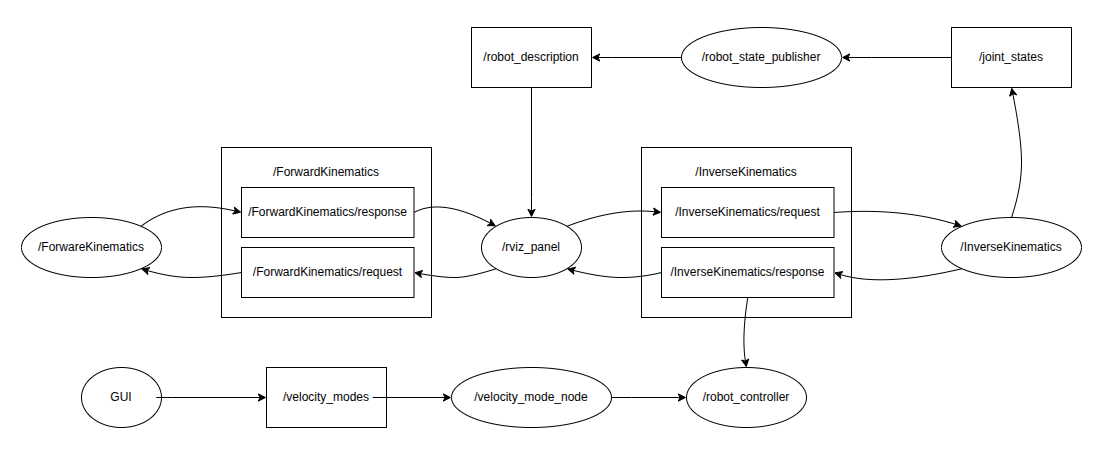 /robot_description
/robot_state_publisher
/joint_states
/ForwardKinematics
/InverseKinematics
/ForwardKinematics/response
/InverseKinematics/request
/ForwareKinematics
/rviz_panel
/InverseKinematics
/ForwardKinematics/request
/InverseKinematics/response
GUI
/velocity_modes
/velocity_mode_node
/robot_controller